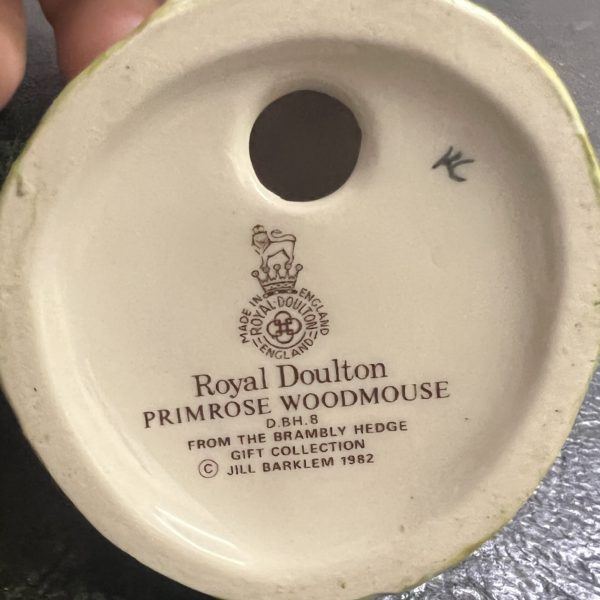 MADE IN ENGLAND
ROYAL·DOULTON
ENGLAND
Royal Doulton
PRIMROSE WOODMOUSE
D.BH.8
FROM THE BRAMBLY HEDGE
GIFT COLLECTION
© JILL BARKLEM 1982